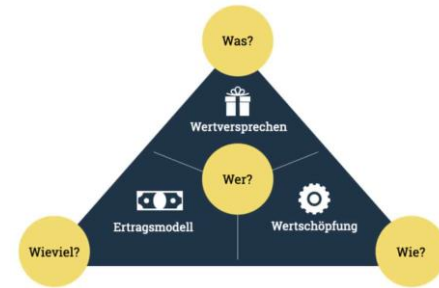 Was?
Wertversprechen
Wer?
Ertragsmodell
Wertschöpfung
Wieviel?
Wie?